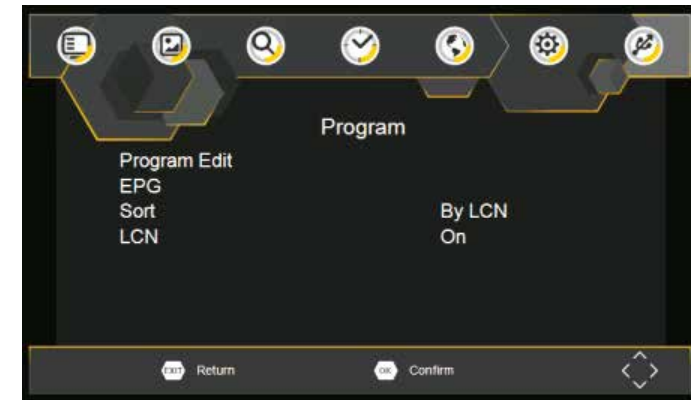 Program
Program Edit
EPG
Sort By LCN
LCN On
EXIT Return OK Confirm